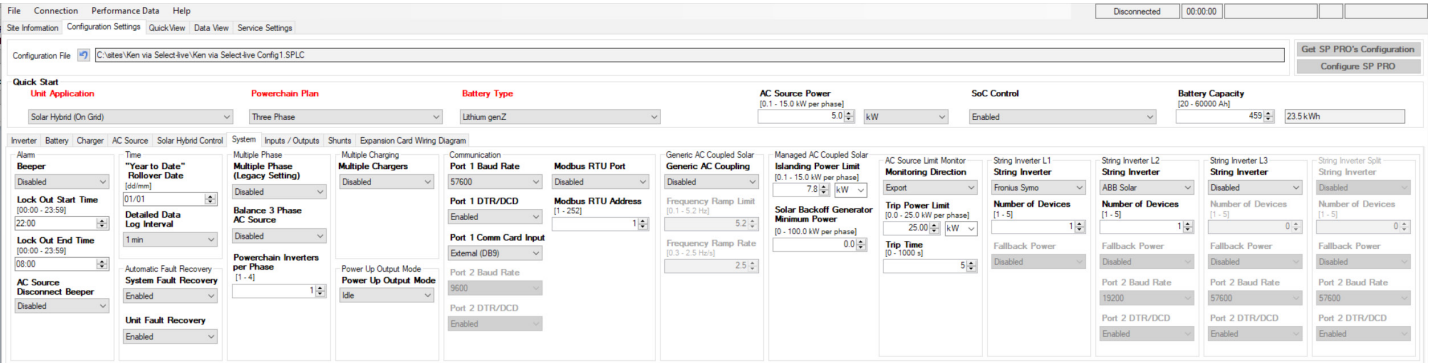 File Connection Performance Data Help
Disconnected 00:00:00
Site Information Configuration Settings QuickView Data View Service Settings
Configuration File C:\sites\Ken via Select-live\Ken via Select-live Config1.SPLC
Get SP PRO's Configuration
Configure SP PRO
Quick Start
Unit Application
Solar Hybrid (On Grid)
Powerchain Plan
Three Phase
Battery Type
Lithium genZ
AC Source Power
[0.1 - 15.0 kW per phase]
5.0 kW
SoC Control
Enabled
Battery Capacity
[20 - 60000 Ah]
459 23.5 kWh
Inverter Battery Charger AC Source Solar Hybrid Control System Inputs / Outputs Shunts Expansion Card Wiring Diagram
Alarm
Beeper
Disabled
Lock Out Start Time
[00:00 - 23:59]
22:00
Lock Out End Time
[00:00 - 23:59]
08:00
AC Source
Disconnect Beeper
Disabled
Time
"Year to Date"
Rollover Date
[dd/mm]
01/01
Detailed Data
Log Interval
1 min
Automatic Fault Recovery
System Fault Recovery
Enabled
Unit Fault Recovery
Enabled
Multiple Phase
Multiple Phase
(Legacy Setting)
Disabled
Balance 3 Phase
AC Source
Disabled
Powerchain Inverters
per Phase
[1 - 4]
1
Multiple Charging
Multiple Chargers
Disabled
Power Up Output Mode
Power Up Output Mode
Idle
Communication
Port 1 Baud Rate
57600
Port 1 DTR/DCD
Enabled
Port 1 Comm Card Input
External (DB9)
Port 2 Baud Rate
9600
Port 2 DTR/DCD
Enabled
Modbus RTU Port
Disabled
Modbus RTU Address
[1 - 252]
1
Generic AC Coupled Solar
Generic AC Coupling
Disabled
Frequency Ramp Limit
[0.1 - 5.2 Hz]
5.2
Frequency Ramp Rate
[0.3 - 2.5 Hz/s]
2.5
Managed AC Coupled Solar
Islanding Power Limit
[0.1 - 15.0 kW per phase]
7.8 kW
Solar Backoff Generator
Minimum Power
[0 - 100.0 kW per phase]
0.0
AC Source Limit Monitor
Monitoring Direction
Export
Trip Power Limit
[0.0 - 25.0 kW per phase]
25.00 kW
Trip Time
[0 - 1000 s]
5
String Inverter L1
String Inverter
Fronius Symo
Number of Devices
[1 - 5]
1
Fallback Power
Disabled
String Inverter L2
String Inverter
ABB Solar
Number of Devices
[1 - 5]
1
Fallback Power
Disabled
Port 2 Baud Rate
19200
Port 2 DTR/DCD
Enabled
String Inverter L3
String Inverter
Disabled
Number of Devices
[1 - 5]
0
Fallback Power
Disabled
Port 2 Baud Rate
57600
Port 2 DTR/DCD
Enabled
String Inverter Split
String Inverter
Disabled
Number of Devices
[1 - 5]
0
Fallback Power
Disabled
Port 2 Baud Rate
57600
Port 2 DTR/DCD
Enabled